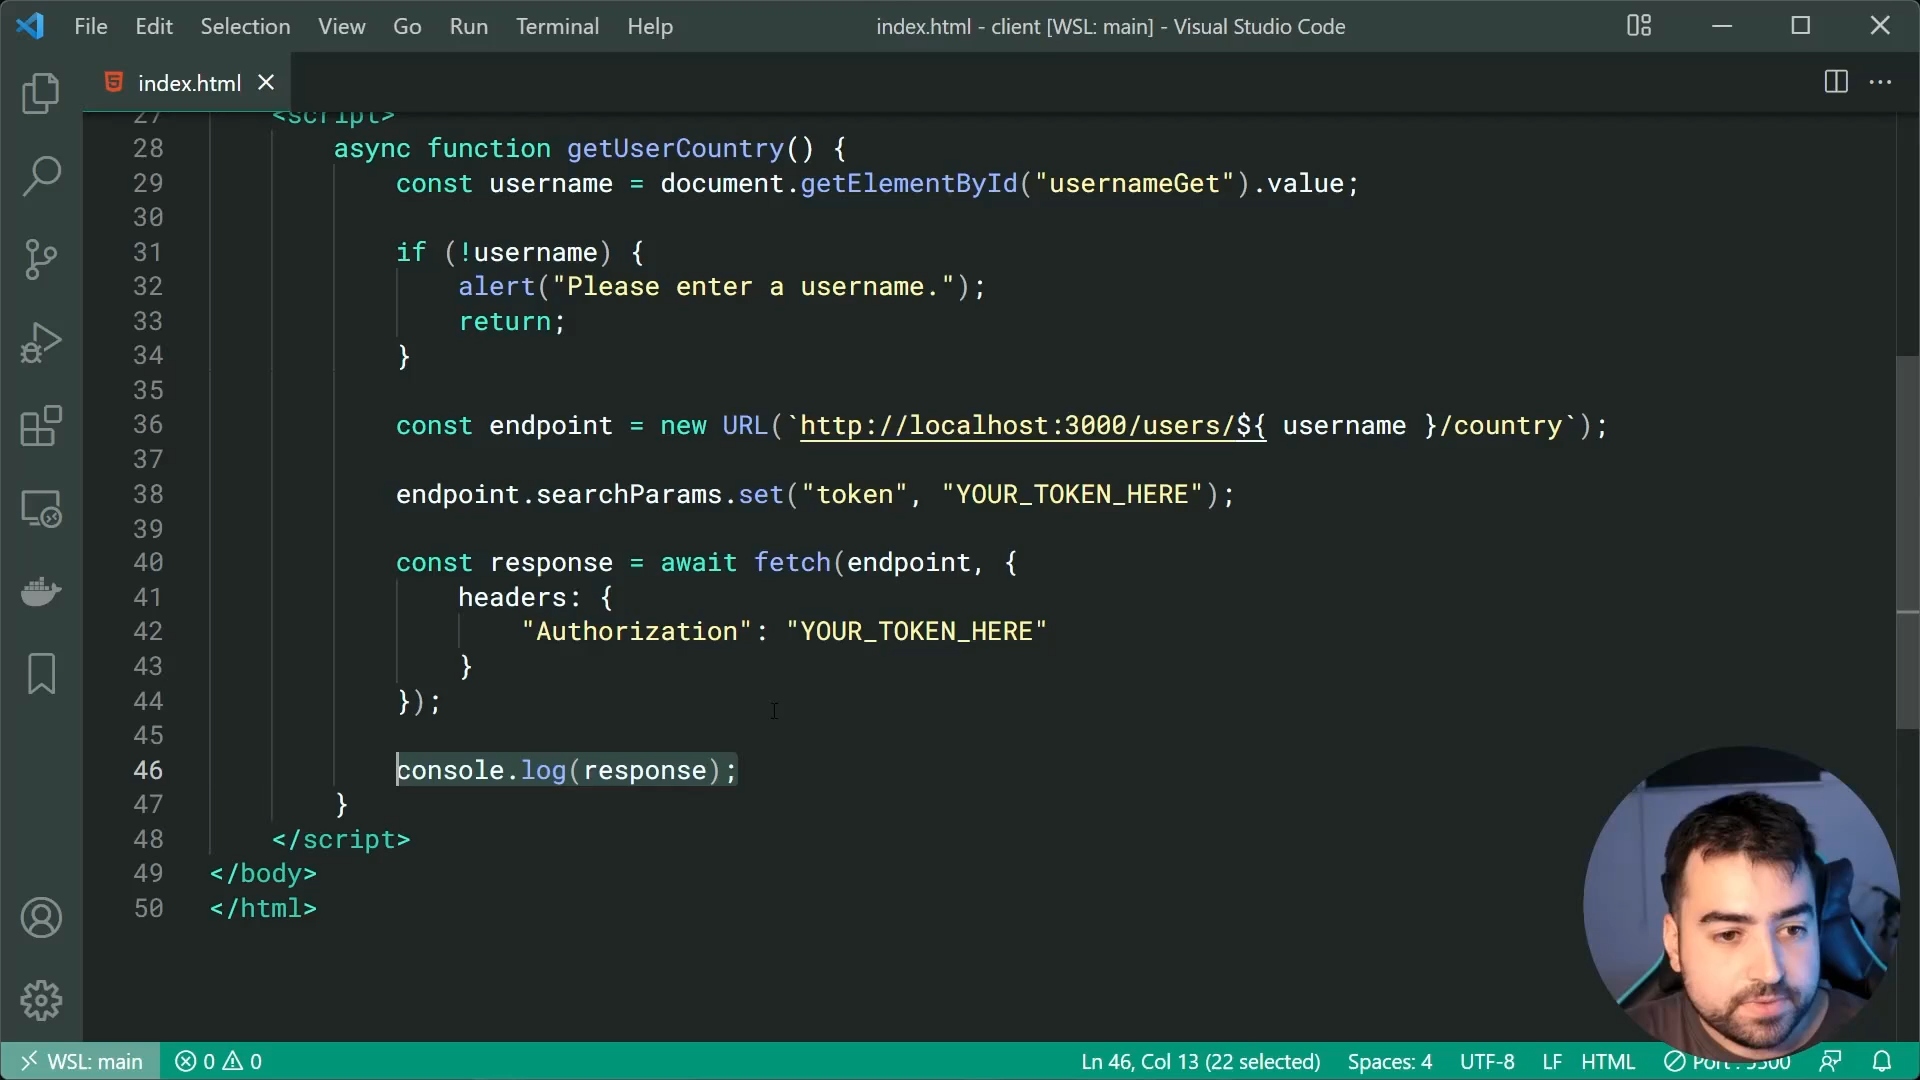 File Edit Selection View Go Run Terminal Help index.html - client [WSL: main] - Visual Studio Code
index.html
27 <script>
28 async function getUserCountry() {
29 const username = document.getElementById("usernameGet").value;
30
31 if (!username) {
32 alert("Please enter a username.");
33 return;
34 }
35
36 const endpoint = new URL(`http://localhost:3000/users/${ username }/country`);
37
38 endpoint.searchParams.set("token", "YOUR_TOKEN_HERE");
39
40 const response = await fetch(endpoint, {
41 headers: {
42 "Authorization": "YOUR_TOKEN_HERE"
43 }
44 });
45
46 console.log(response);
47 }
48 </script>
49 </body>
50 </html>
WSL: main 0 0 Ln 46, Col 13 (22 selected) Spaces: 4 UTF-8 LF HTML Port : 5500